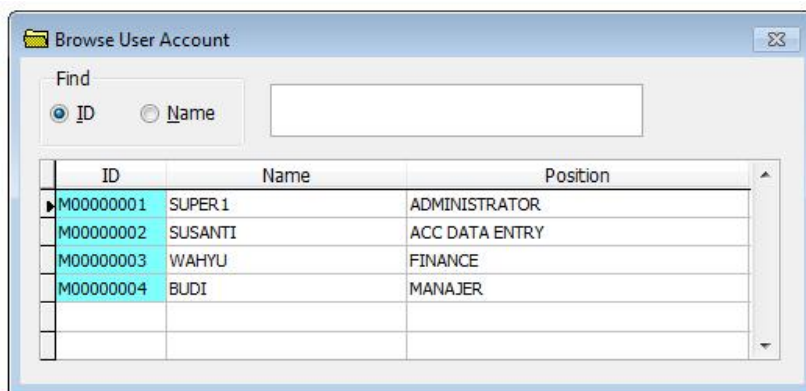 Browse User Account
Find
ID Name
ID Name Position
M00000001 SUPER1 ADMINISTRATOR
M00000002 SUSANTI ACC DATA ENTRY
M00000003 WAHYU FINANCE
M00000004 BUDI MANAJER